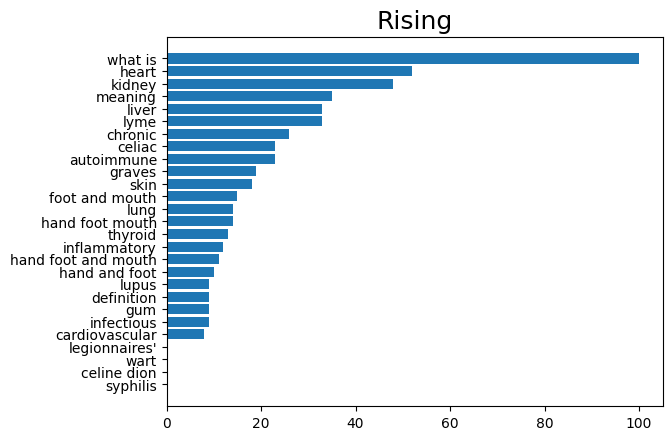 Rising
what is
heart
kidney
meaning
liver
lyme
chronic
celiac
autoimmune
graves
skin
foot and mouth
lung
hand foot mouth
thyroid
inflammatory
hand foot and mouth
hand and foot
lupus
definition
gum
infectious
cardiovascular
legionnaires'
wart
celine dion
syphilis
0 20 40 60 80 100